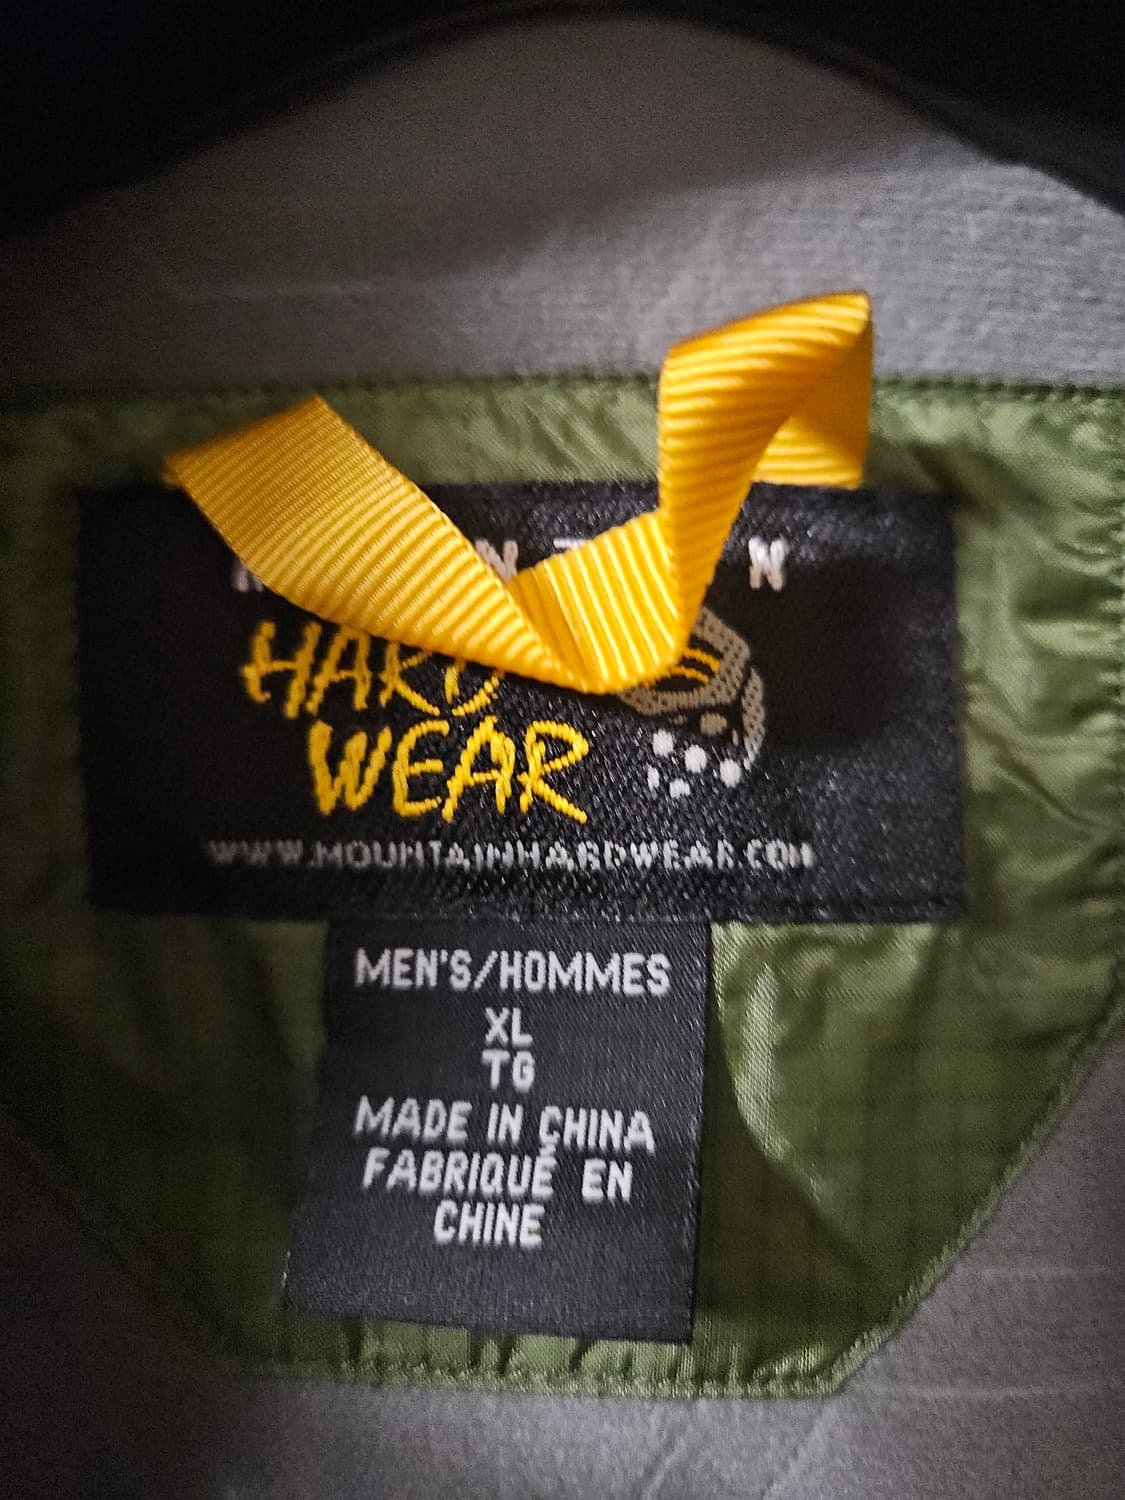 HARD
WEAR
WWW.MOUNTAINHARDWEAR.COM
MEN'S/HOMMES
XL
TG
MADE IN CHINA
FABRIQUÉ EN
CHINE